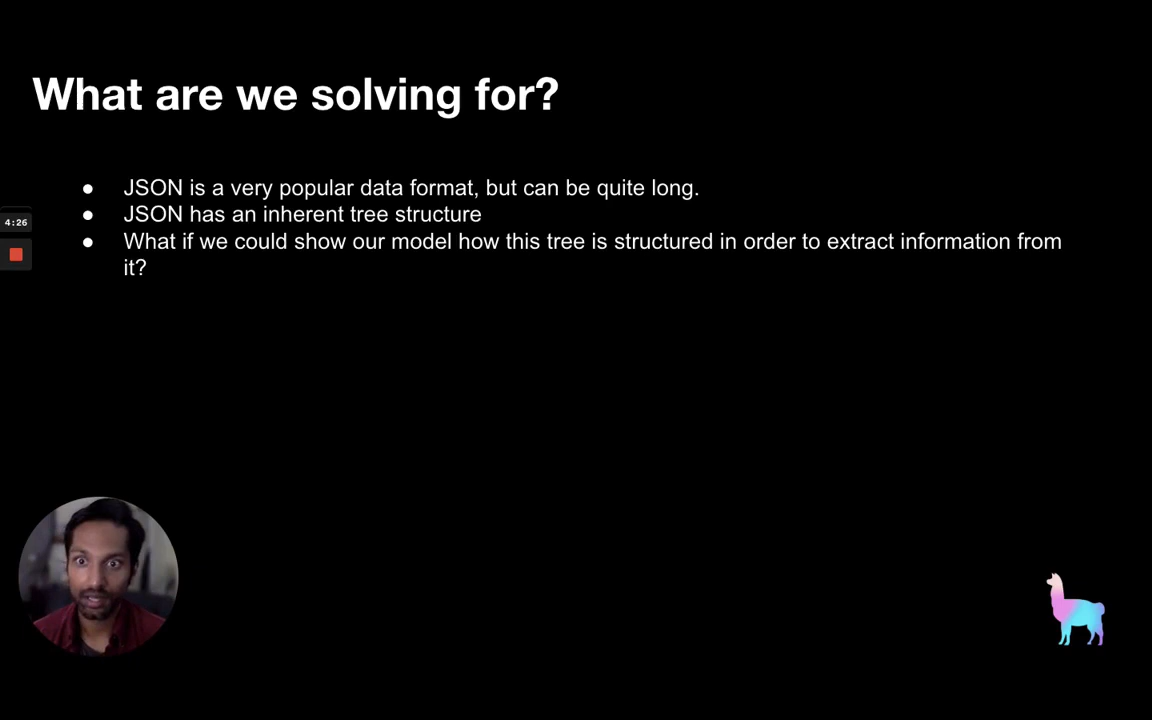 What are we solving for?
● JSON is a very popular data format, but can be quite long.
● JSON has an inherent tree structure
● What if we could show our model how this tree is structured in order to extract information from
it?
4:26